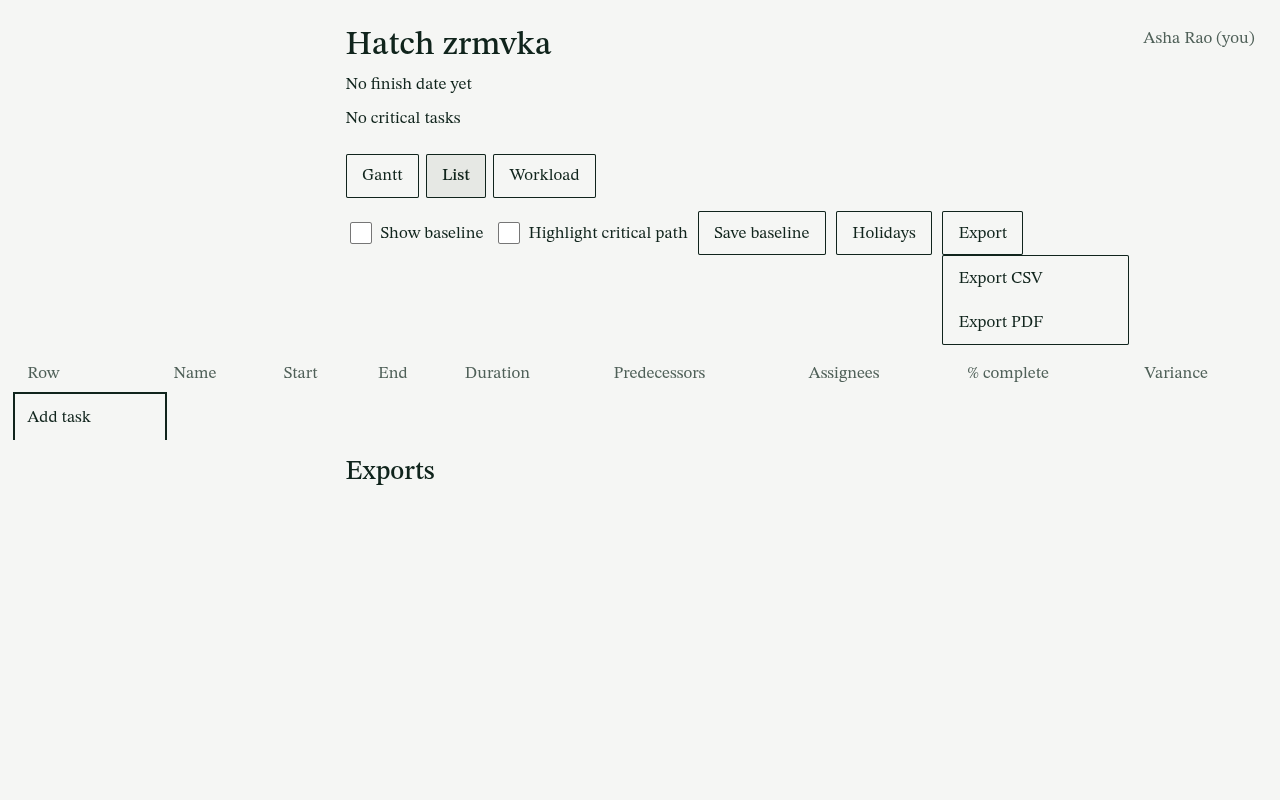 Hatch zrmvka
Asha Rao (you)
No finish date yet
No critical tasks
Gantt List Workload
Show baseline Highlight critical path Save baseline Holidays Export
Export CSV
Export PDF
Row Name Start End Duration Predecessors Assignees % complete Variance
Add task
Exports